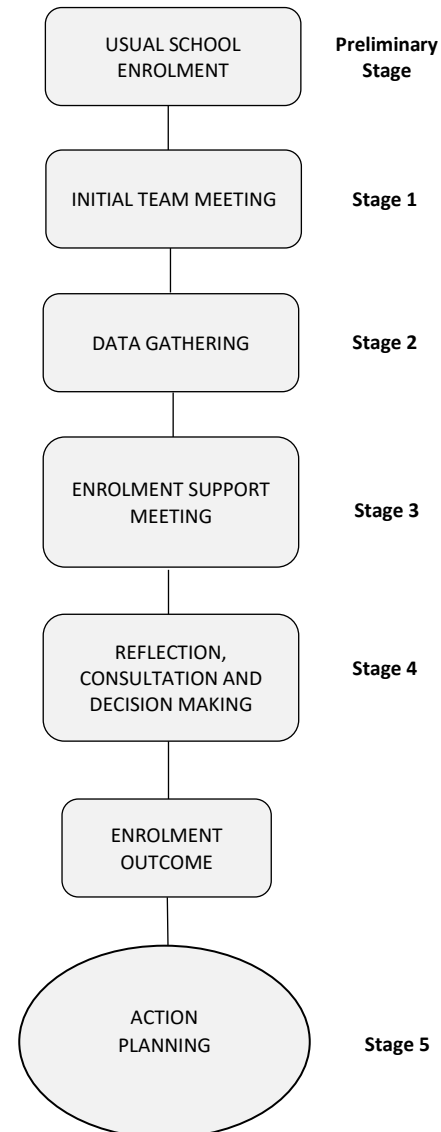 USUAL SCHOOL
ENROLMENT
Preliminary
Stage
INITIAL TEAM MEETING
Stage 1
DATA GATHERING
Stage 2
ENROLMENT SUPPORT
MEETING
Stage 3
REFLECTION,
CONSULTATION AND
DECISION MAKING
Stage 4
ENROLMENT
OUTCOME
ACTION
PLANNING
Stage 5